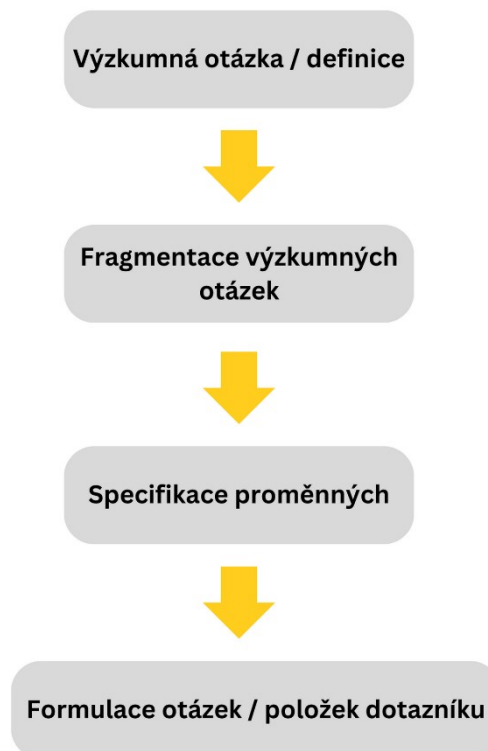 Výzkumná otázka / definice
Fragmentace výzkumných
otázek
Specifikace proměnných
Formulace otázek / položek dotazníku